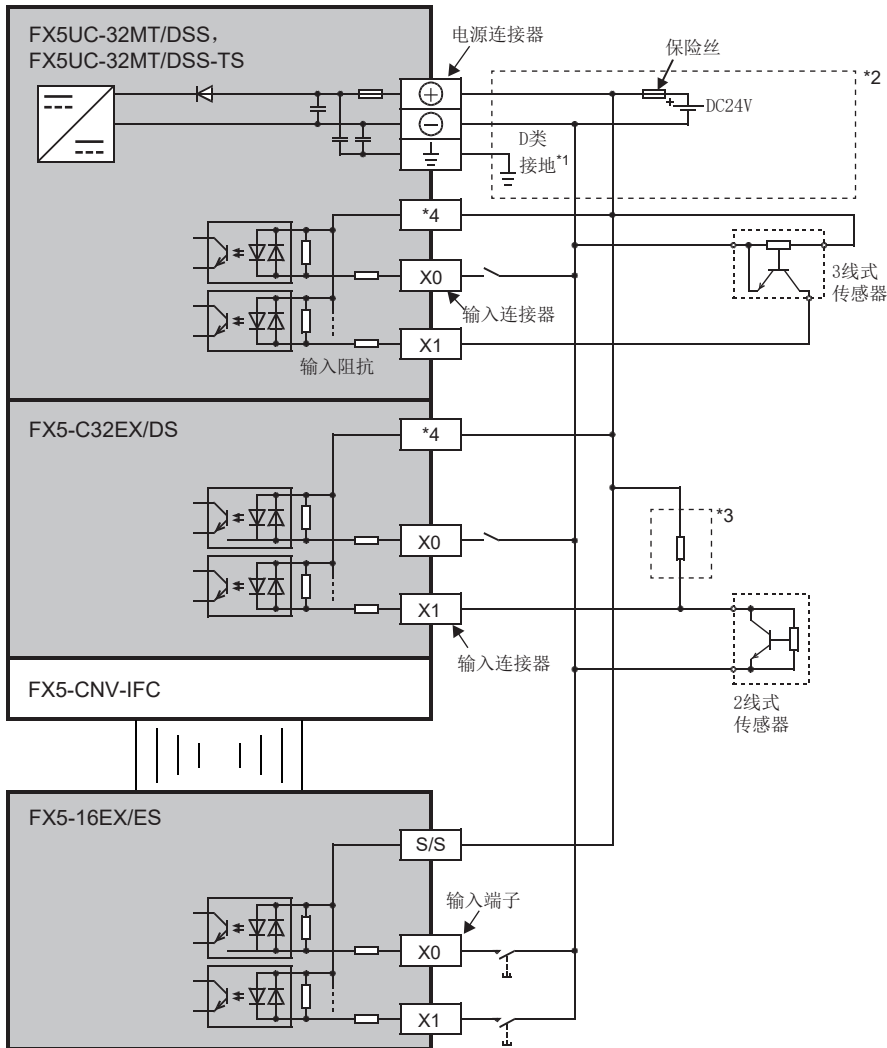 FX5UC-32MT/DSS，
FX5UC-32MT/DSS-TS
电源连接器
保险丝
*2
DC24V
D类
接地*1
*4
X0
3线式
传感器
输入连接器
X1
输入阻抗
FX5-C32EX/DS
*4
*3
X0
X1
输入连接器
FX5-CNV-IFC
2线式
传感器
FX5-16EX/ES
S/S
输入端子
X0
X1